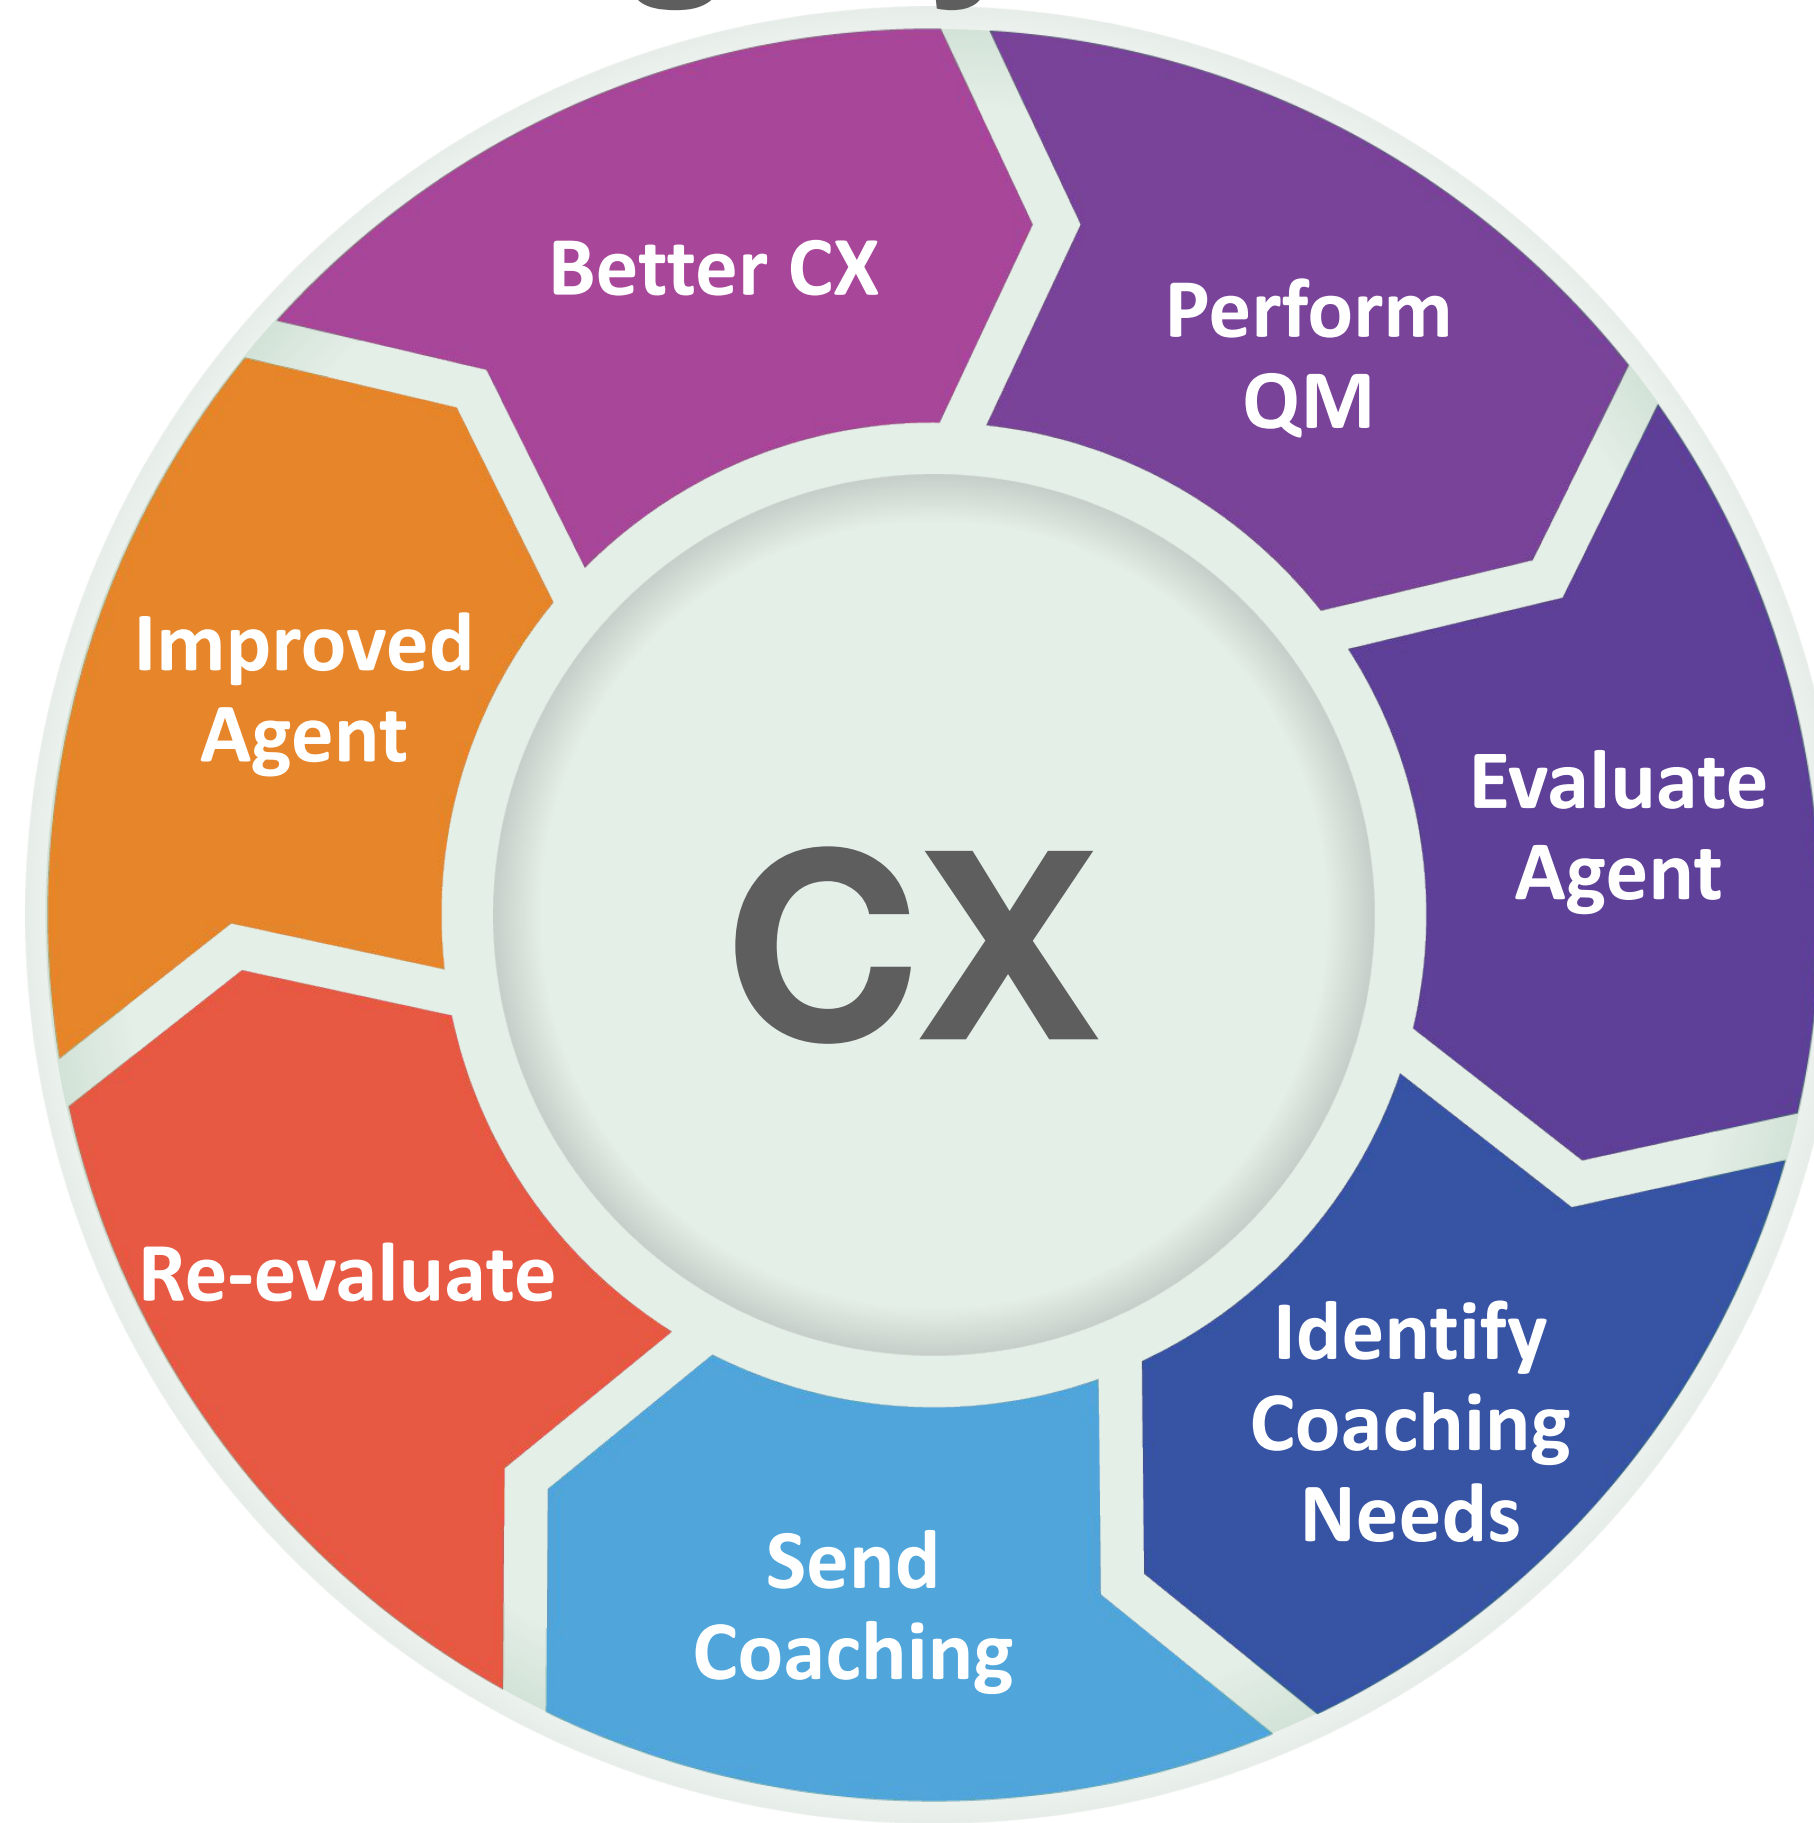 Better CX
Perform
QM
Evaluate
Agent
Identify
Coaching
Needs
Send
Coaching
Re-evaluate
Improved
Agent
CX